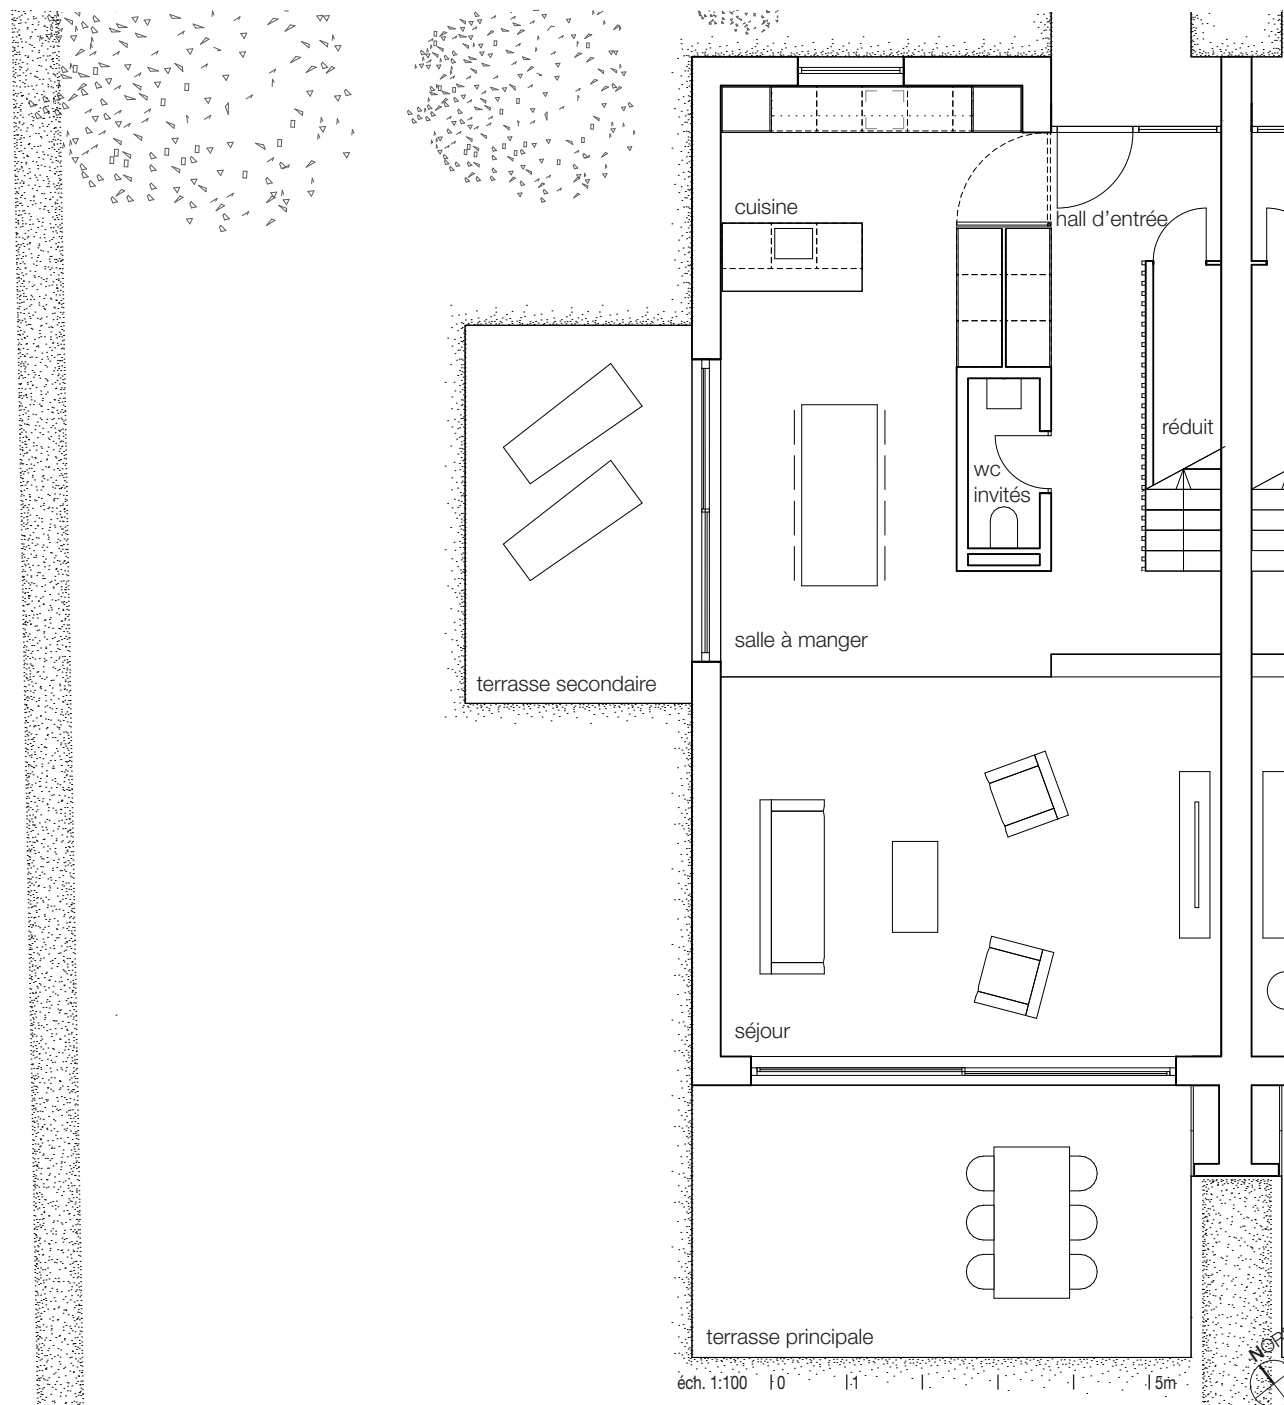 cuisine
hall d'entrée
réduit
wc
invités
salle à manger
terrasse secondaire
séjour
terrasse principale
éch. 1:100 0 1 5m